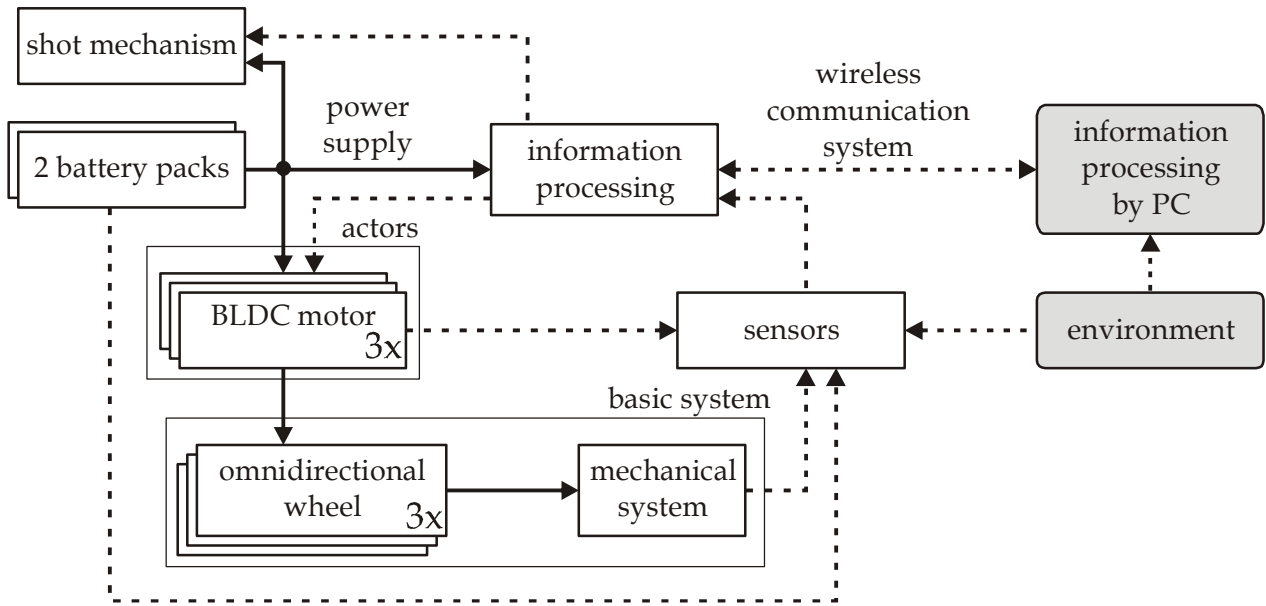 shot mechanism
wireless
communication
system
power
supply
information
processing
by PC
information
processing
2 battery packs
actors
BLDC motor
3x
sensors
environment
basic system
omnidirectional
wheel
3x
mechanical
system